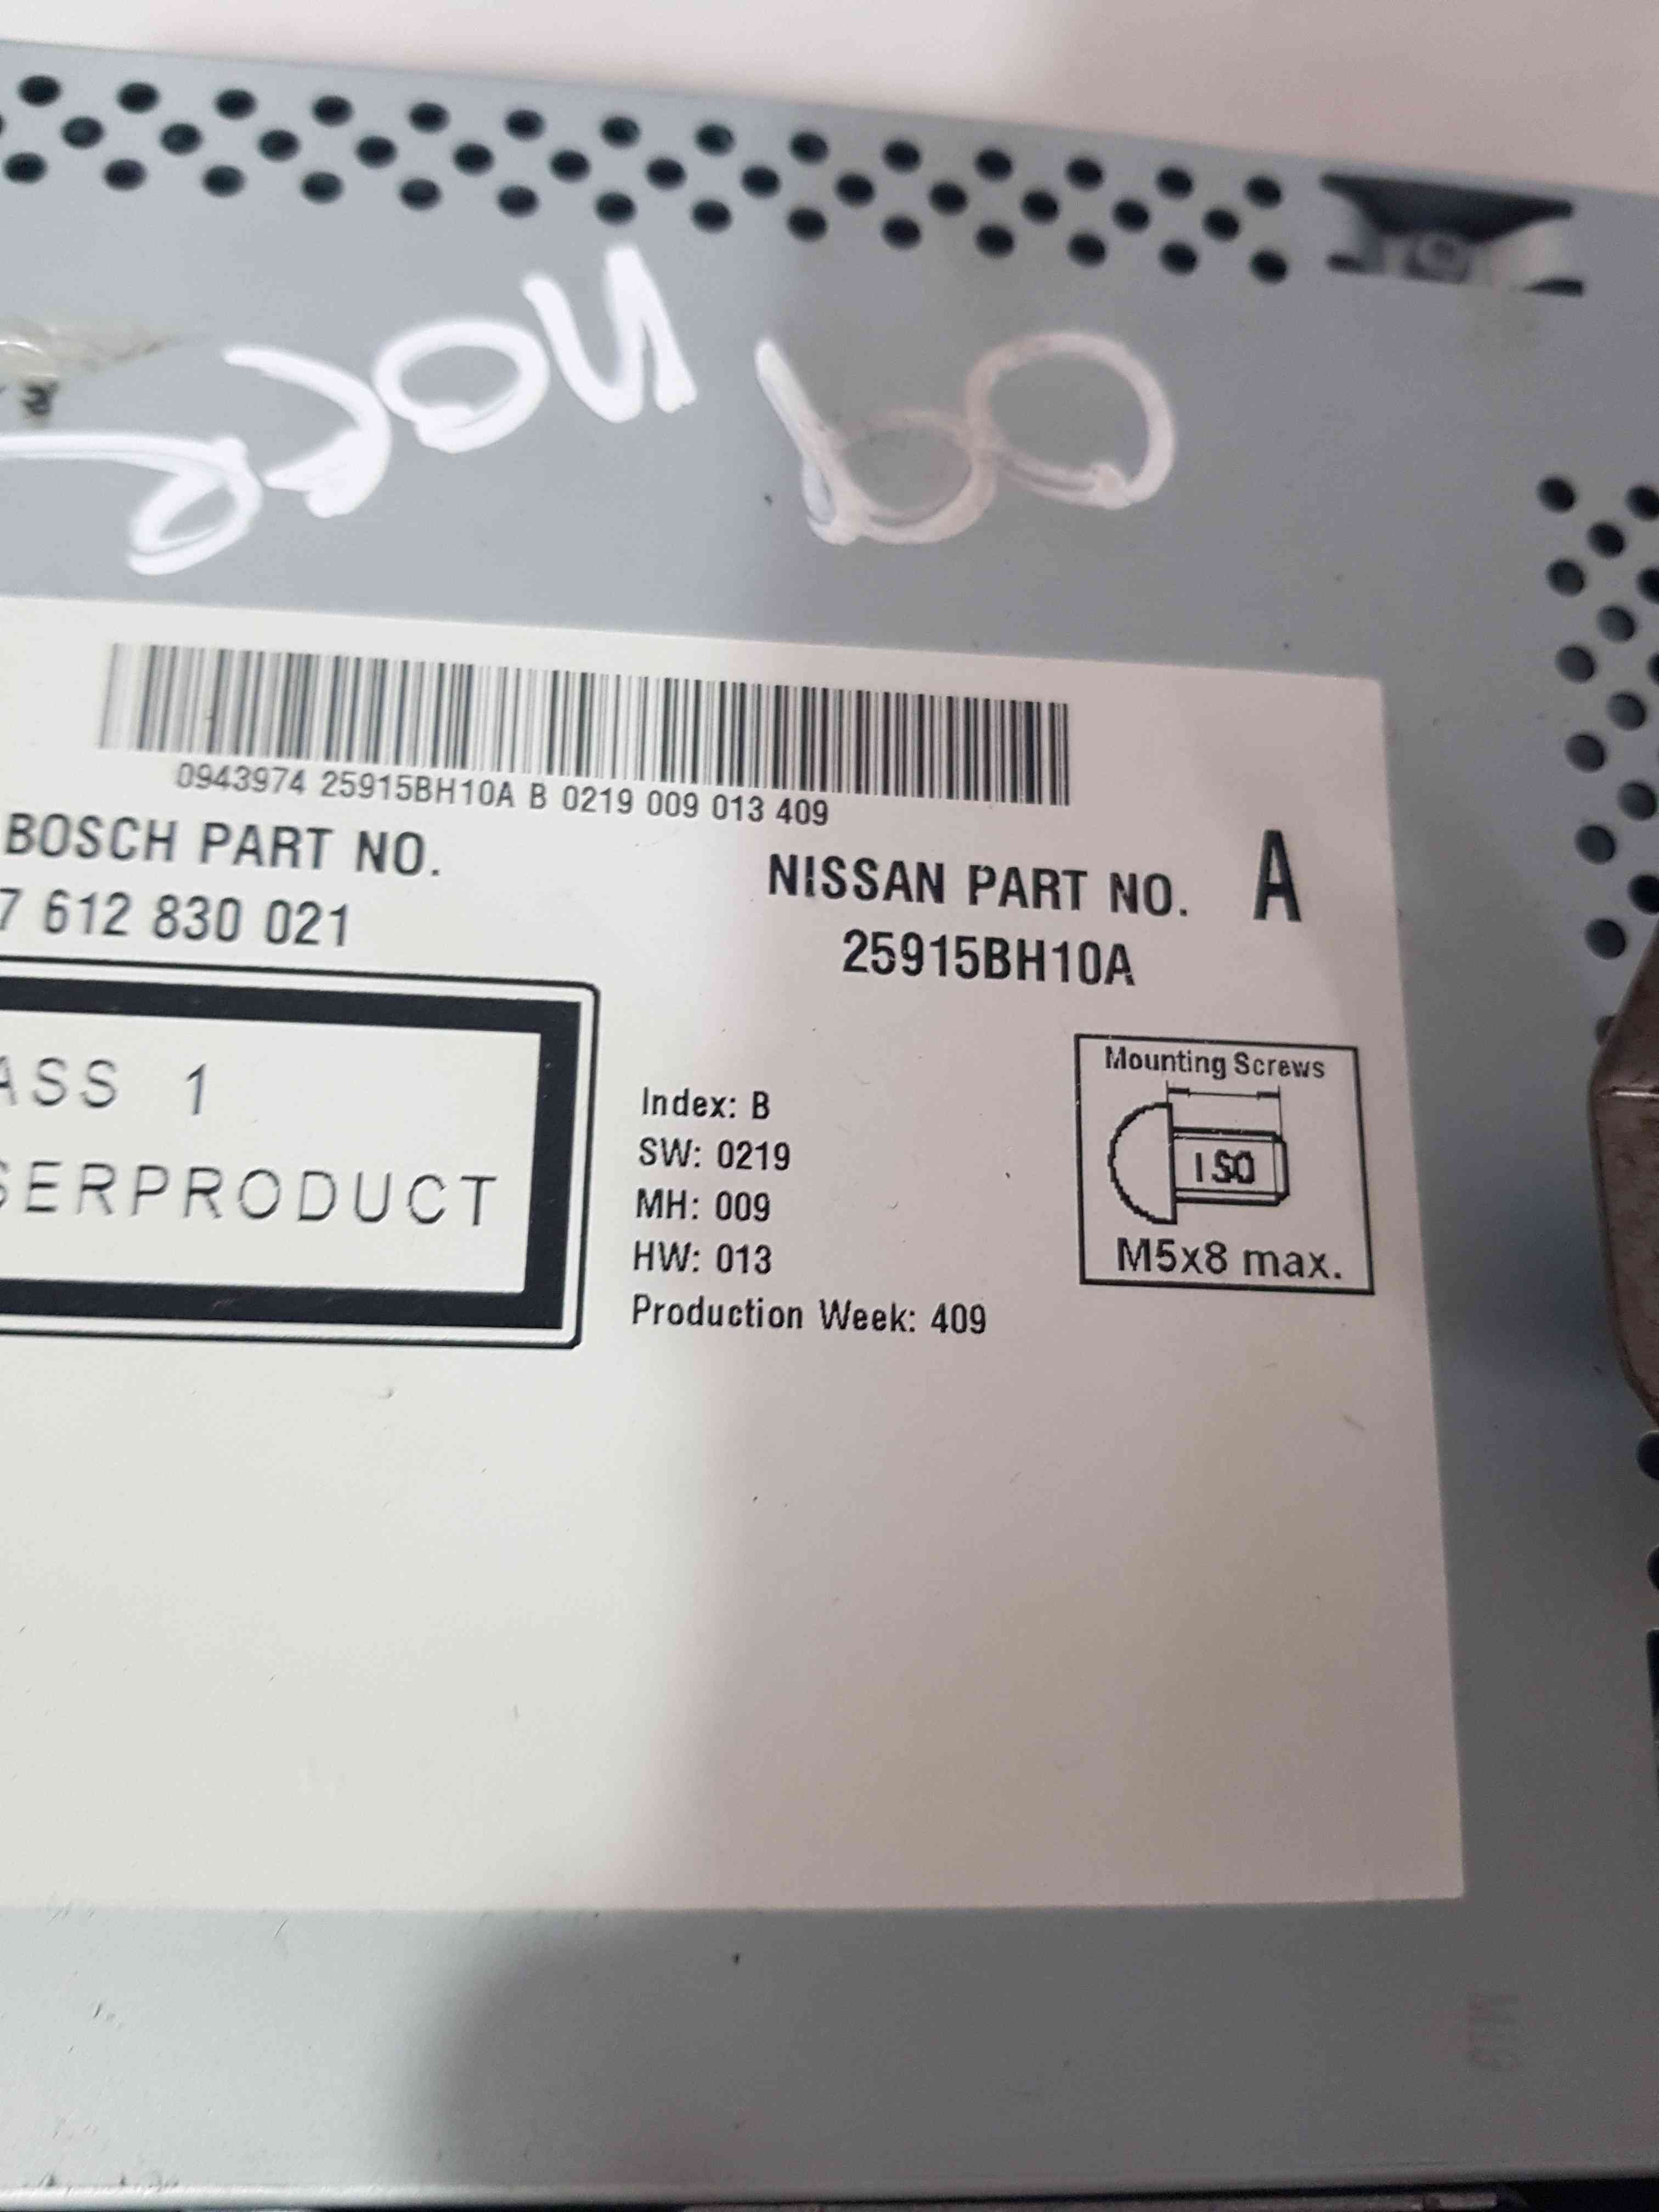 0943974 25915BH10A B 0219 009 013 409
BOSCH PART NO.
7 612 830 021
NISSAN PART NO. A
25915BH10A
ASS 1
SERPRODUCT
Index: B
SW: 0219
MH: 009
HW: 013
Production Week: 409
Mounting Screws
ISO
M5x8 max.